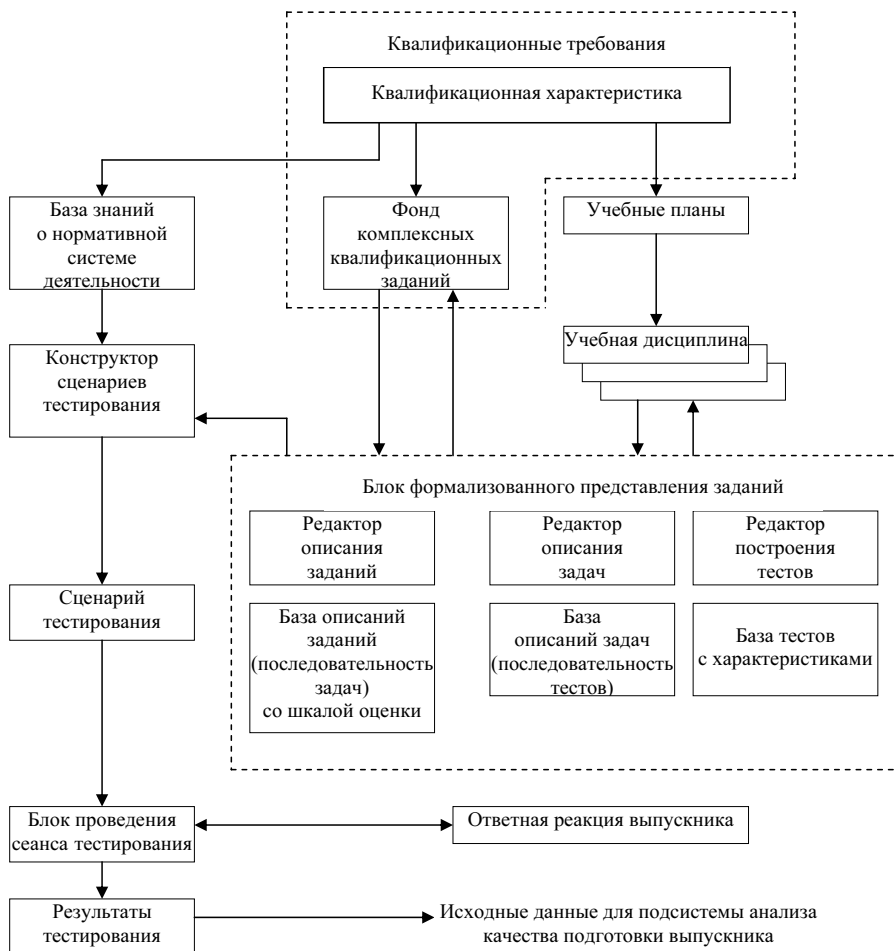 Квалификационные требования
Квалификационная характеристика
База знаний
о нормативной
системе
деятельности
Фонд
комплексных
квалификационных
заданий
Учебные планы
Учебная дисциплина
Конструктор
сценариев
тестирования
Блок формализованного представления заданий
Редактор
описания
заданий
Редактор
описания
задач
Редактор
построения
тестов
Сценарий
тестирования
База описаний
заданий
(последовательность
задач)
со шкалой оценки
База
описаний задач
(последовательность
тестов)
База тестов
с характеристиками
Блок проведения
сеанса тестирования
Ответная реакция выпускника
Результаты
тестирования
Исходные данные для подсистемы анализа
качества подготовки выпускника